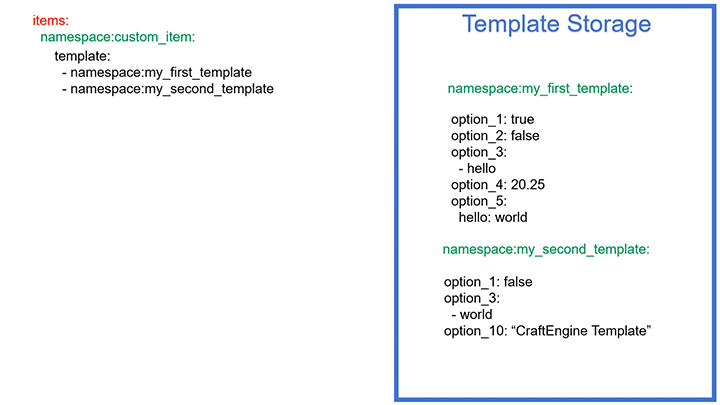 items:
namespace:custom_item:
template:
- namespace:my_first_template
- namespace:my_second_template
Template Storage
namespace:my_first_template:
option_1: true
option_2: false
option_3:
- hello
option_4: 20.25
option_5:
hello: world
namespace:my_second_template:
option_1: false
option_3:
- world
option_10: “CraftEngine Template”